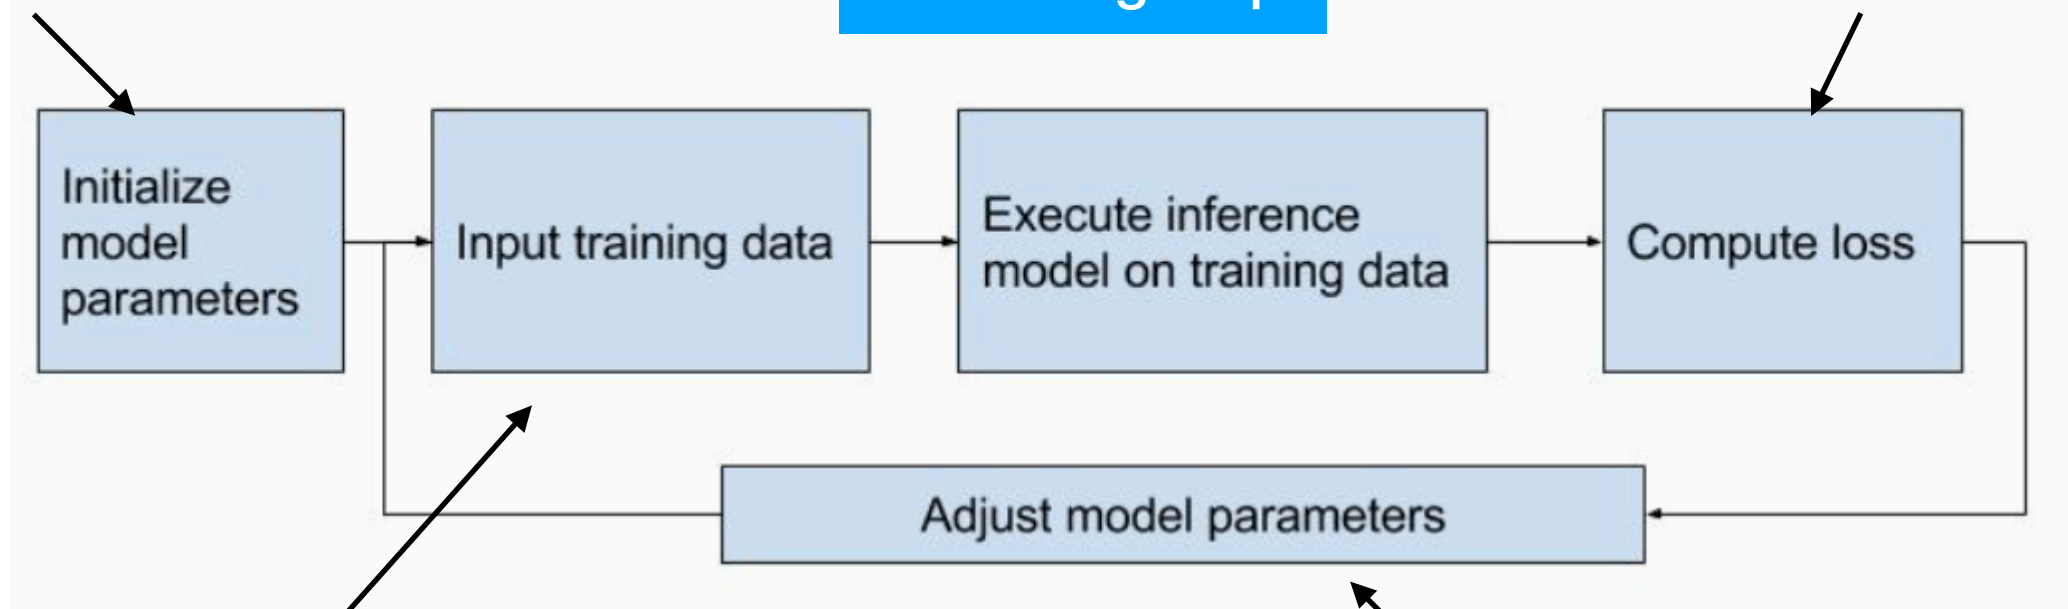 Initialize
model
parameters
Input training data
Execute inference
model on training data
Compute loss
Adjust model parameters